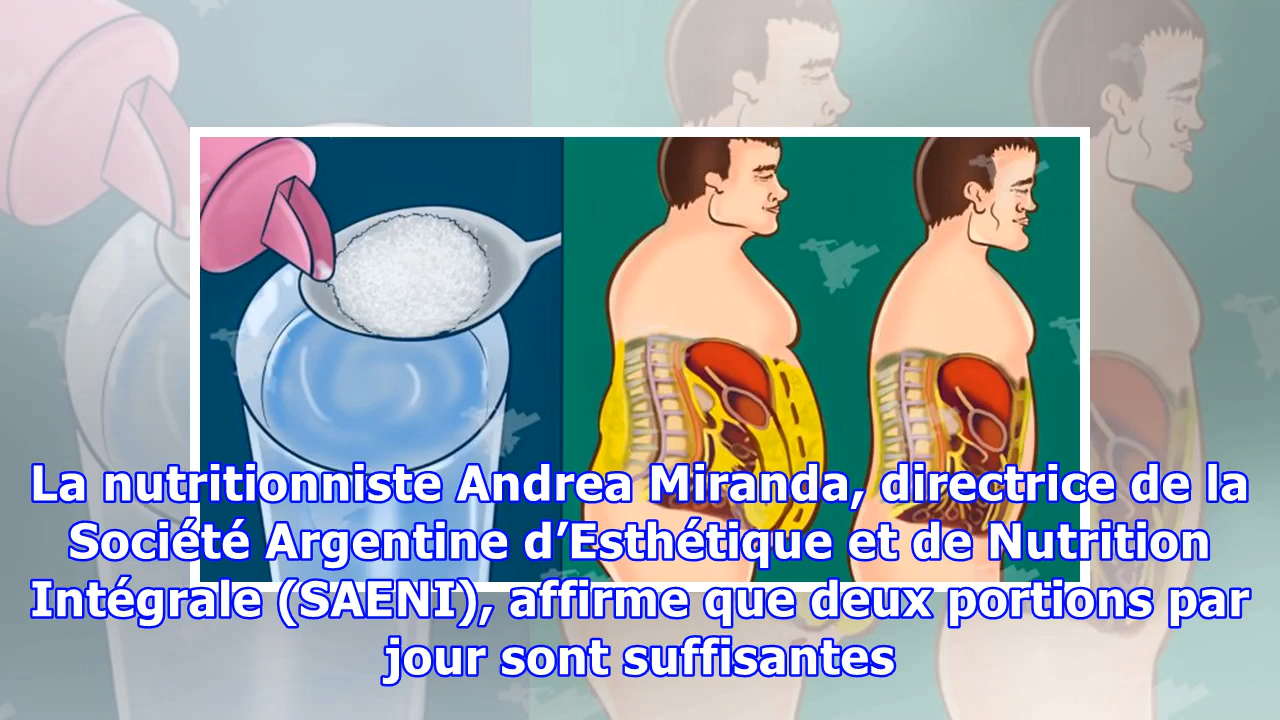 La nutritionniste Andrea Miranda, directrice de la
Société Argentine d’Esthétique et de Nutrition
Intégrale (SAENI), affirme que deux portions par
jour sont suffisantes